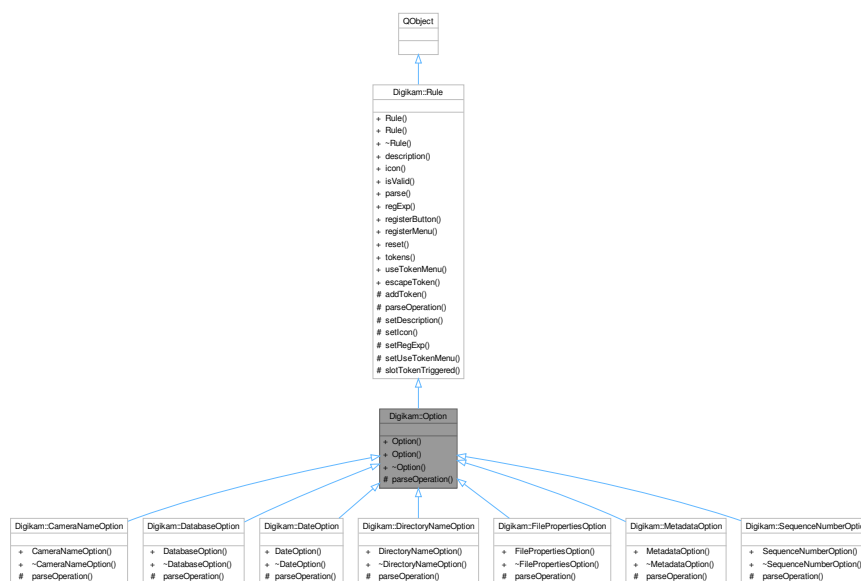 QObject
Digikam::Rule
+ Rule()
+ Rule()
+ ~Rule()
+ description()
+ icon()
+ isValid()
+ parse()
+ regExp()
+ registerButton()
+ registerMenu()
+ reset()
+ tokens()
+ useTokenMenu()
+ escapeToken()
# addToken()
# parseOperation()
# setDescription()
# setIcon()
# setRegExp()
# setUseTokenMenu()
# slotTokenTriggered()
Digikam::Option
+ Option()
+ Option()
+ ~Option()
# parseOperation()
Digikam::CameraNameOption
+ CameraNameOption()
+ ~CameraNameOption()
# parseOperation()
Digikam::DatabaseOption
+ DatabaseOption()
+ ~DatabaseOption()
# parseOperation()
Digikam::DateOption
+ DateOption()
+ ~DateOption()
# parseOperation()
Digikam::DirectoryNameOption
+ DirectoryNameOption()
+ ~DirectoryNameOption()
# parseOperation()
Digikam::FilePropertiesOption
+ FilePropertiesOption()
+ ~FilePropertiesOption()
# parseOperation()
Digikam::MetadataOption
+ MetadataOption()
+ ~MetadataOption()
# parseOperation()
Digikam::SequenceNumberOpti
+ SequenceNumberOption()
+ ~SequenceNumberOption()
# parseOperation()